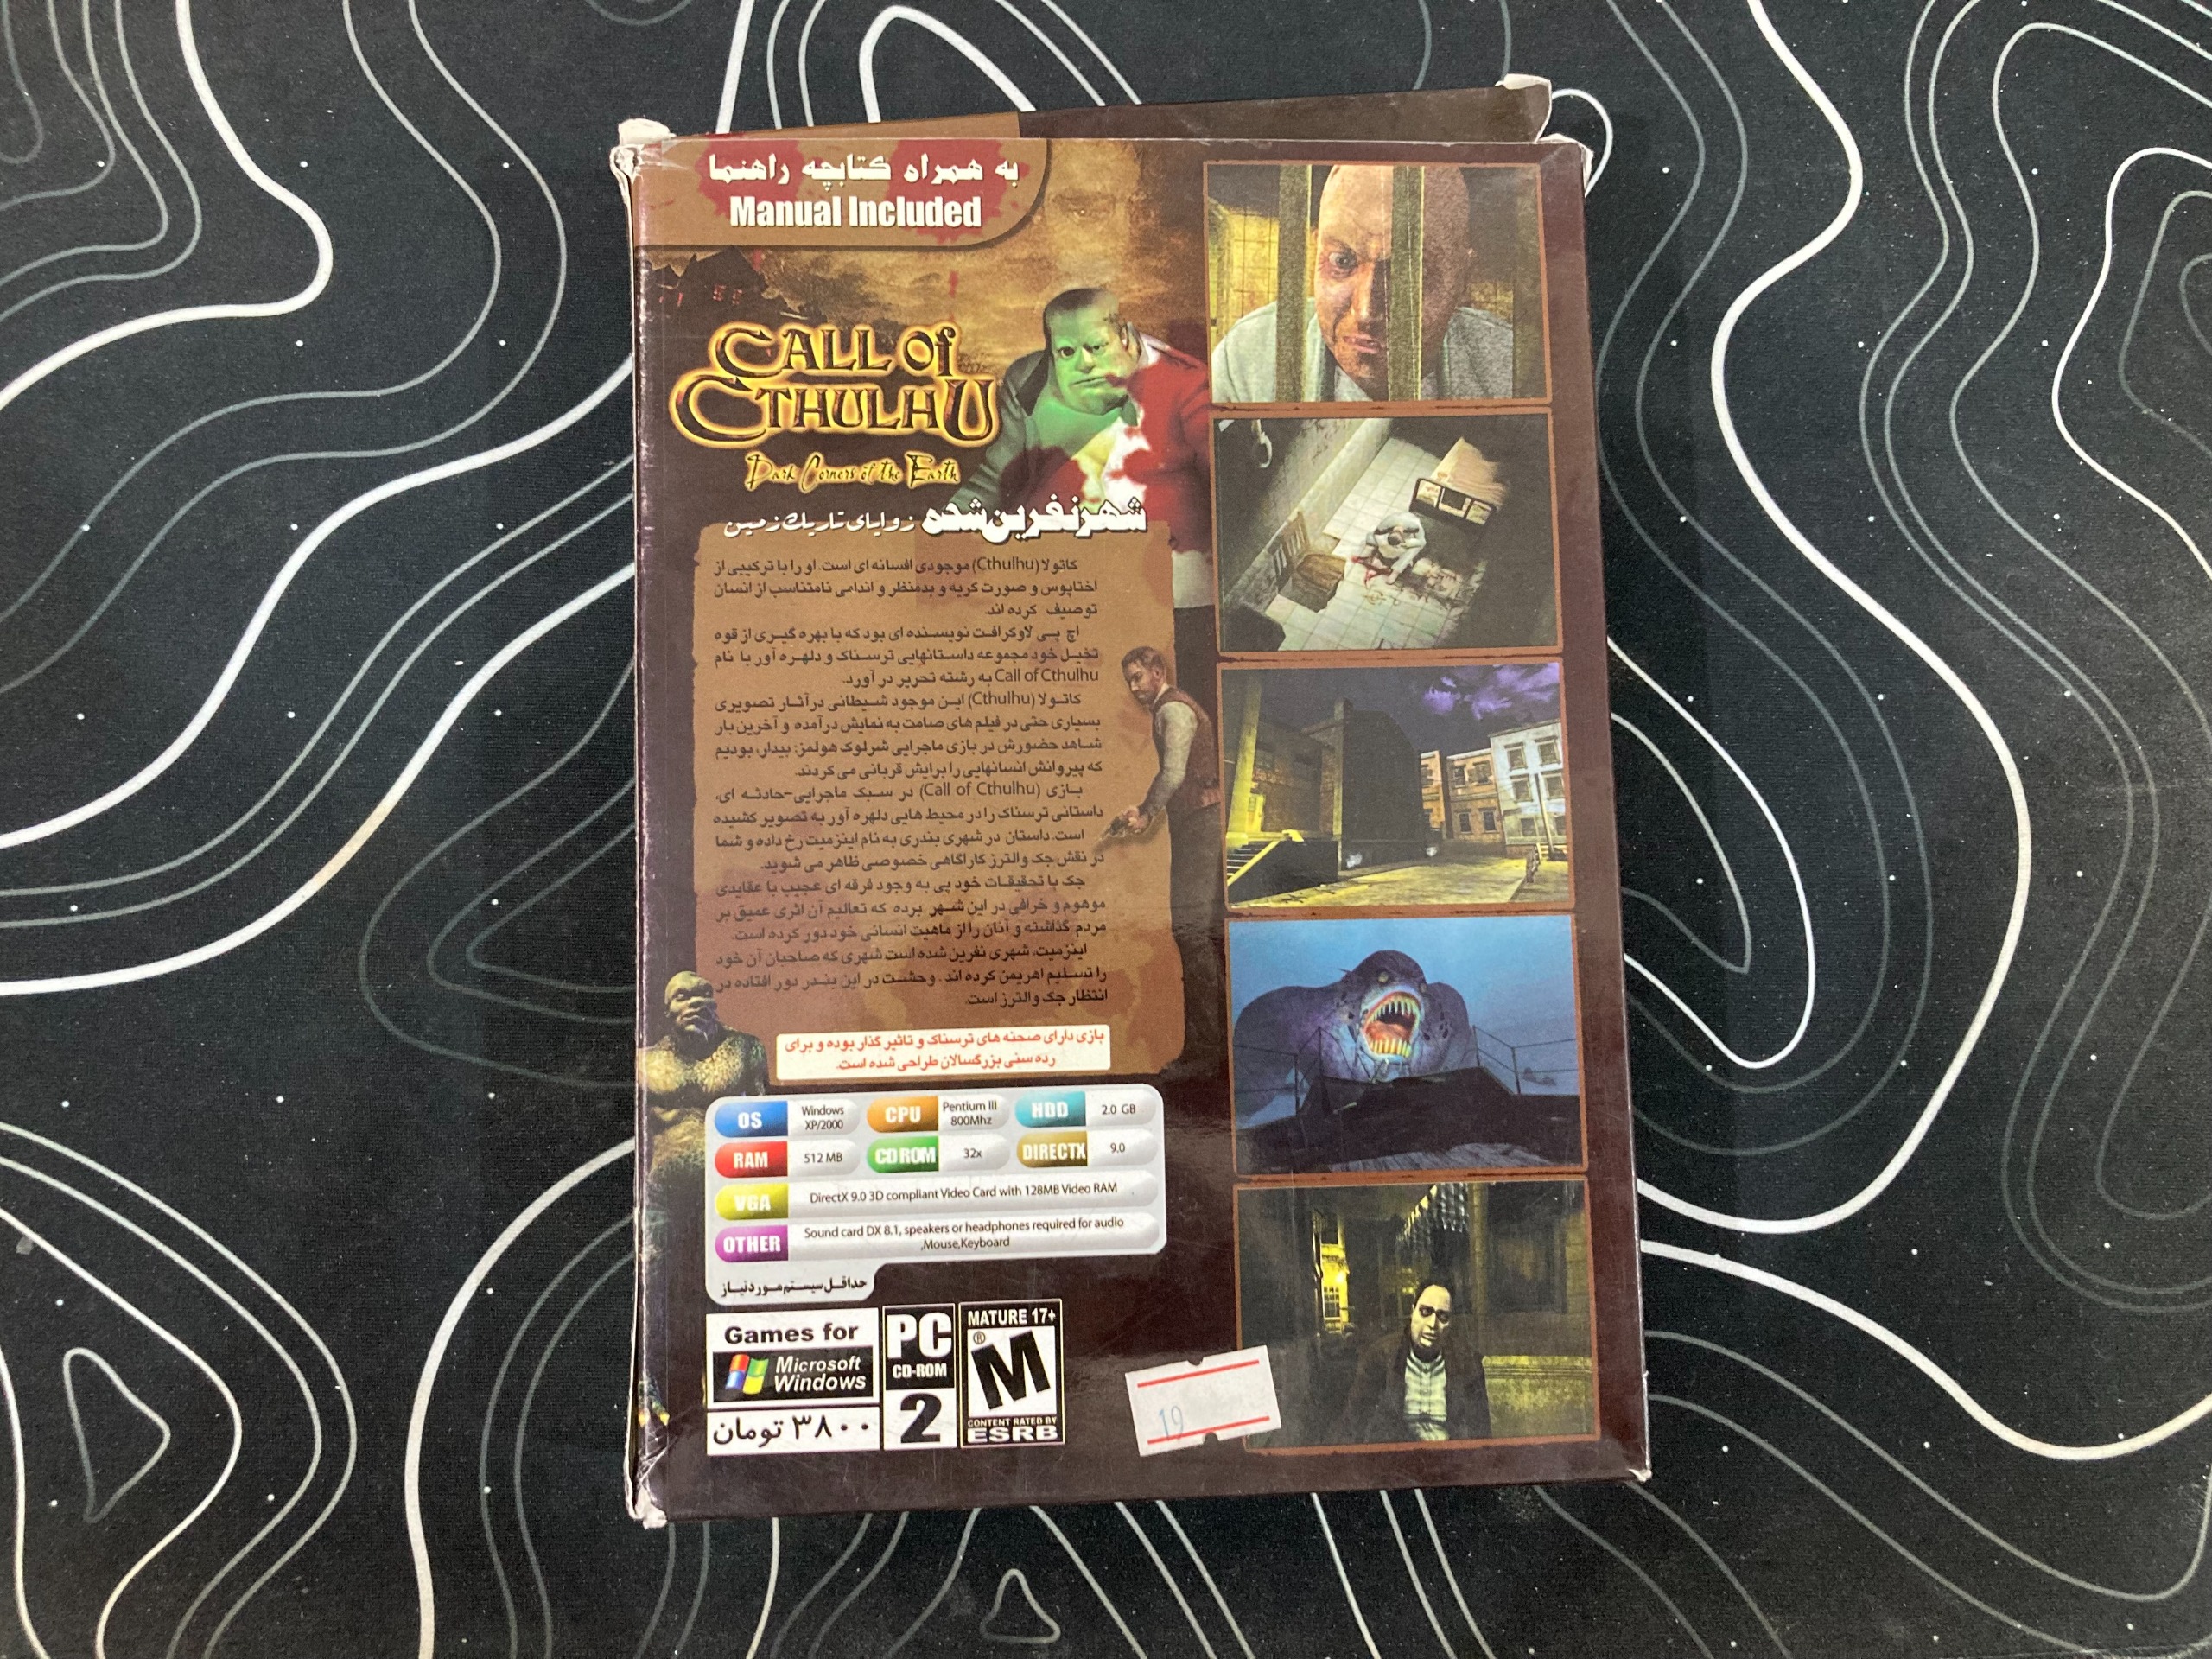 به همراه کتابچه راهنما
Manual Included
CALL Of
CTHULHU
Dark Corners of the Earth
شهر نفرین شده زوایای تاریک زمین
کاتولا (Cthulhu) موجودی افسانه ای است. او را با ترکیبی از
اختاپوس و صورت کریه و بدمنظر و اندامی نامتناسب از انسان
توصیف کرده اند.
اچ پی لاوکرافت نویسنده ای بود که با بهره گیری از قوه
تخیل خود مجموعه داستانهایی ترسناک و دلهره آور با نام
Call of Cthulhu به رشته تحریر در آورد.
کاتولا (Cthulhu) این موجود شیطانی در آثار تصویری
بسیاری حتی در فیلم های صامت به نمایش درآمده و آخرین بار
شاهد حضورش در بازی ماجرایی شرلوک هولمز: بیدار، بودیم
که پیروانش انسانهایی را برایش قربانی می کردند.
بازی (Call of Cthulhu) در سبک ماجرایی-حادثه ای،
داستانی ترسناک را در محیط هایی دلهره آور به تصویر کشیده
است. داستان در شهری بندری به نام اینزمیت رخ داده و شما
در نقش جک والترز کاراگاهی خصوصی ظاهر می شوید.
جک با تحقیقات خود پی به وجود فرقه ای عجیب با عقایدی
موهوم و خرافی در این شهر برده که تعالیم آن اثری عمیق بر
مردم گذاشته و آنان را از ماهیت انسانی خود دور کرده است.
اینزمیت، شهری نفرین شده است شهری که صاحبان آن خود
را تسلیم اهریمن کرده اند. وحشت در این بندر دور افتاده در
انتظار جک والترز است.
بازی دارای صحنه های ترسناک و تاثیر گذار بوده و برای
رده سنی بزرگسالان طراحی شده است.
OS Windows XP/2000 CPU Pentium III 800Mhz HDD 2.0 GB
RAM 512 MB CD ROM 32x DIRECTX 9.0
VGA DirectX 9.0 3D compliant Video Card with 128MB Video RAM
OTHER Sound card DX 8.1, speakers or headphones required for audio
,Mouse,Keyboard
حداقل سیستم مورد نیاز
Games for
Microsoft
Windows
۳۸۰۰ تومان
PC
CD-ROM
2
MATURE 17+
M
CONTENT RATED BY
ESRB
19